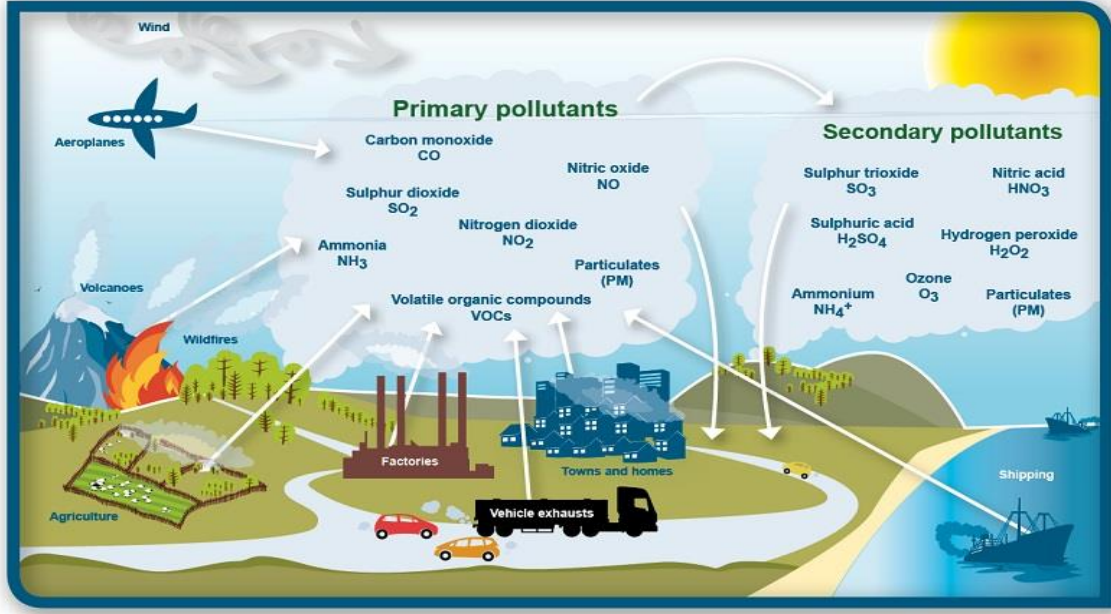 Wind
Aeroplanes
Primary pollutants
Carbon monoxide
CO
Nitric oxide
NO
Sulphur dioxide
SO2
Nitrogen dioxide
NO2
Ammonia
NH3
Particulates
(PM)
Volatile organic compounds
VOCs
Secondary pollutants
Sulphur trioxide
SO3
Nitric acid
HNO3
Sulphuric acid
H2SO4
Hydrogen peroxide
H2O2
Ozone
O3
Ammonium
NH4+
Particulates
(PM)
Volcanoes
Wildfires
Agriculture
Factories
Towns and homes
Vehicle exhausts
Shipping